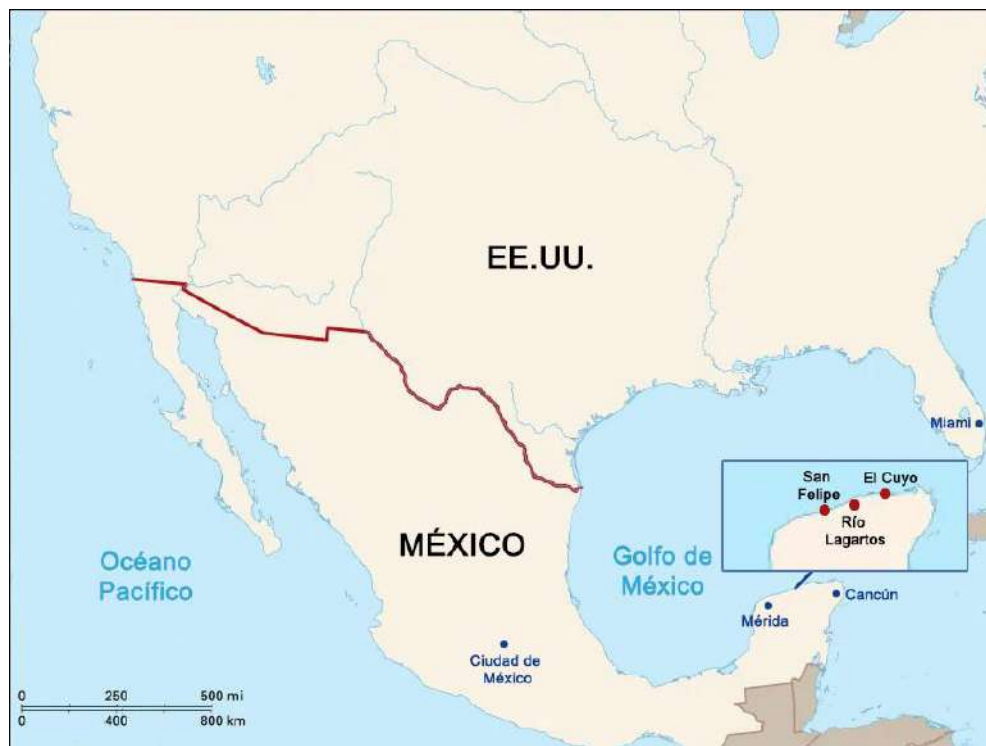 EE.UU.
Miami
San
Felipe
El Cuyo
Río
Lagartos
MÉXICO
Golfo de
México
Océano
Pacífico
Cancún
Mérida
Ciudad de
México
0 250 500 mi
0 400 800 km